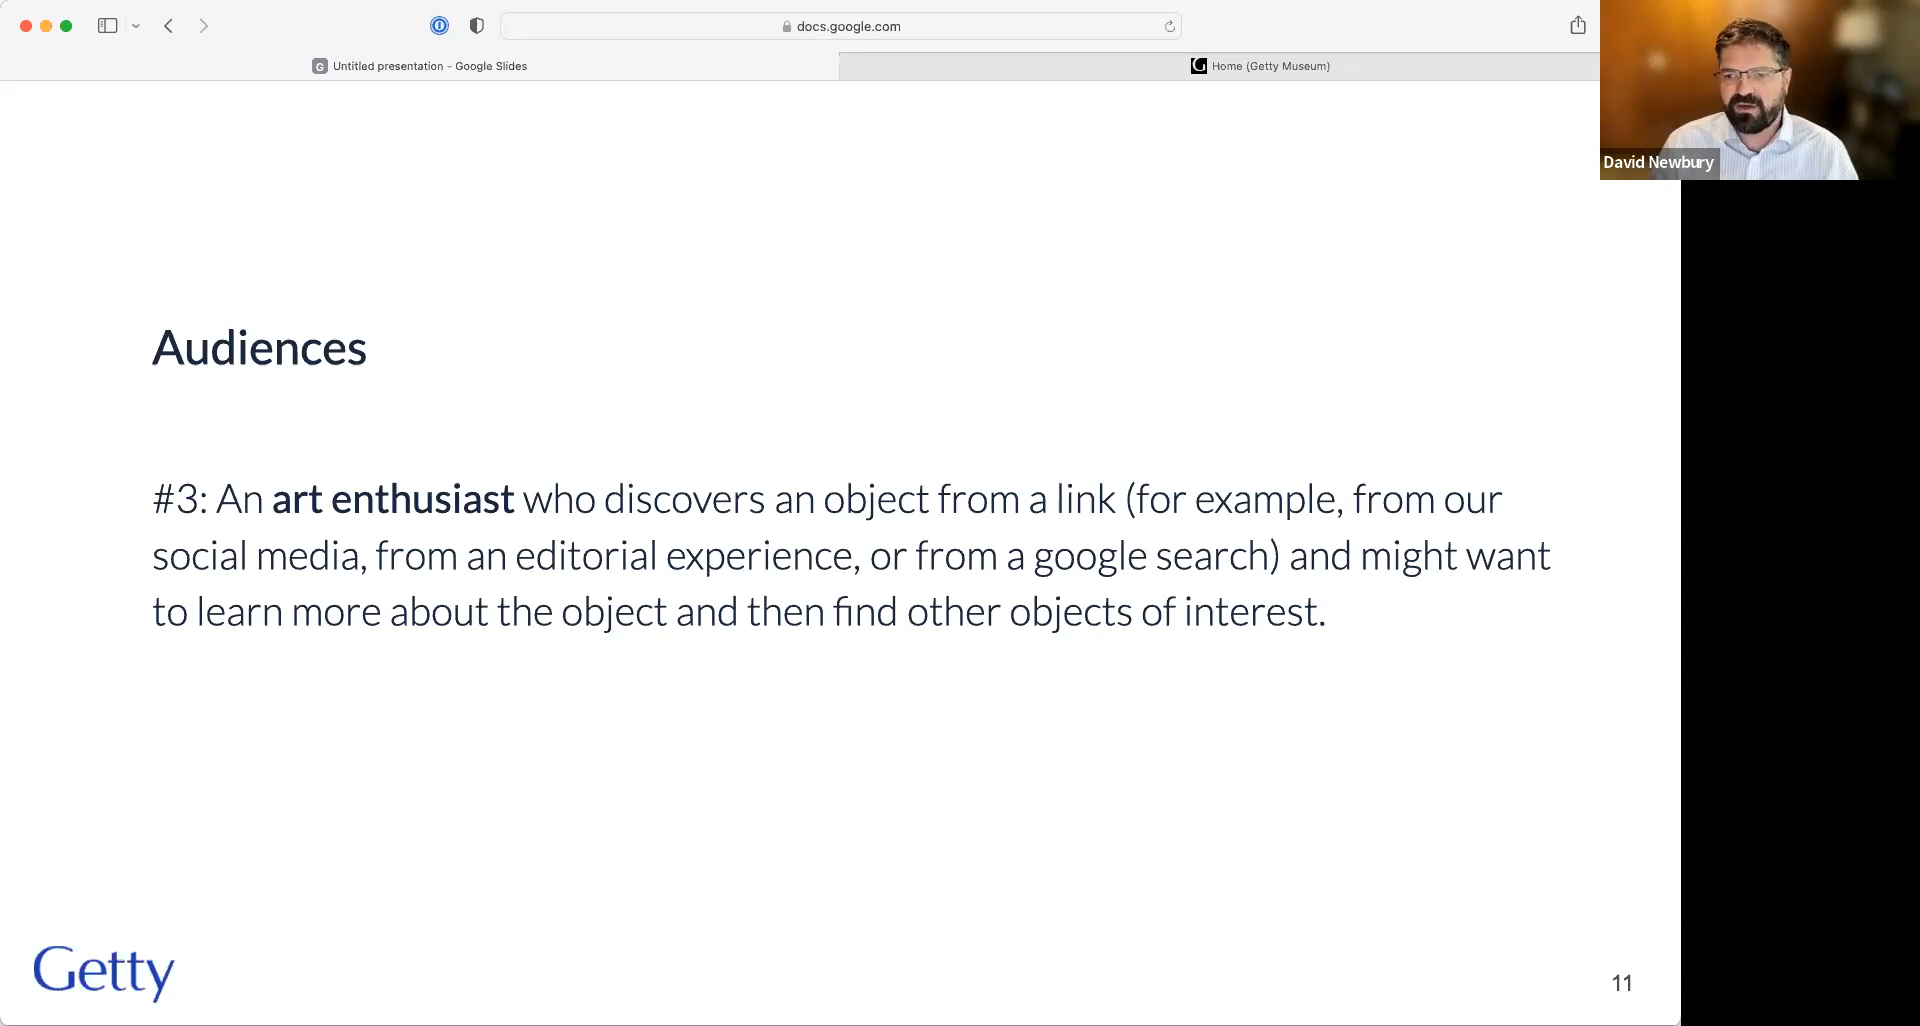 docs.google.com
Untitled presentation - Google Slides
Home (Getty Museum)
David Newbury
Audiences
#3: An art enthusiast who discovers an object from a link (for example, from our
social media, from an editorial experience, or from a google search) and might want
to learn more about the object and then find other objects of interest.
Getty
11